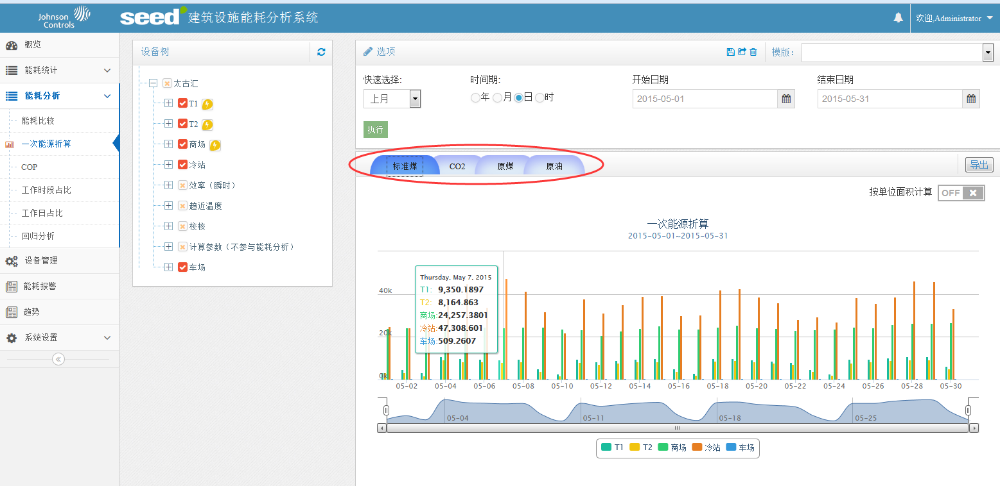 Johnson Controls
seed 建筑设施能耗分析系统
欢迎,Administrator
概览
能耗统计
能耗分析
能耗比较
一次能源折算
COP
工作时段占比
工作日占比
回归分析
设备管理
能耗报警
趋势
系统设置
设备树
太古汇
T1
T2
商场
冷站
效率（瞬时）
趋近温度
校核
计算参数（不参与能耗分析）
车场
选项
模版：
快速选择:
时间期:
开始日期
结束日期
上月
年 月 日 时
2015-05-01
2015-05-31
执行
标准煤 CO2 原煤 原油
导出
按单位面积计算 OFF
一次能源折算
2015-05-01~2015-05-31
Thursday, May 7, 2015
T1: 9,350.1897
T2: 8,164.863
商场:24,257.3801
冷站:47,308.601
车场:509.2607
40k
20k
0k
05-02 05-04 05-06 05-08 05-10 05-12 05-14 05-16 05-18 05-20 05-22 05-24 05-26 05-28 05-30
05-04 05-11 05-18 05-25
T1 T2 商场 冷站 车场